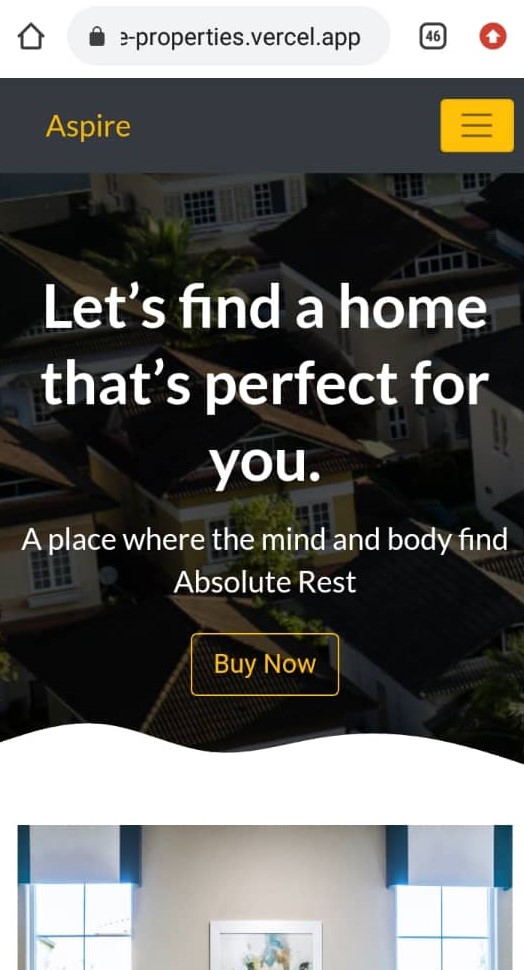 e-properties.vercel.app
46
Aspire
Let’s find a home
that’s perfect for
you.
A place where the mind and body find
Absolute Rest
Buy Now